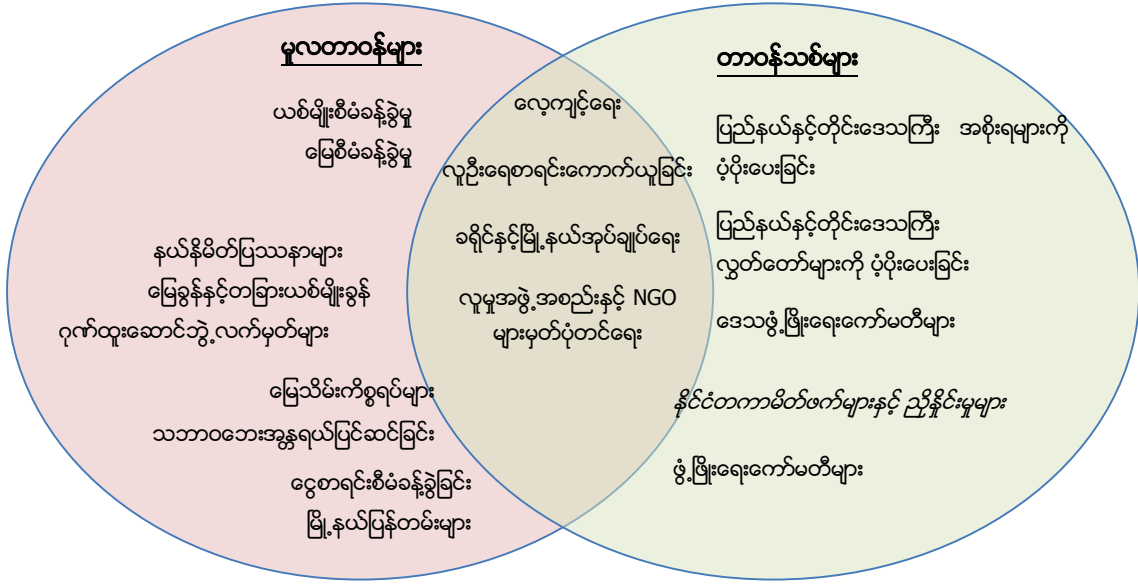 မူလတာဝန်များ
ယစ်မျိုးစီမံခန့်ခွဲမှု
မြေစီမံခန့်ခွဲမှု
နယ်နိမိတ်ပြဿနာများ
မြေခွန်နှင့်တခြားယစ်မျိုးခွန်
ဂုဏ်ထူးဆောင်ဘွဲ့လက်မှတ်များ
မြေသိမ်းကိစ္စရပ်များ
သဘာဝဘေးအန္တရယ်ပြင်ဆင်ခြင်း
ငွေစာရင်းစီမံခန့်ခွဲခြင်း
မြို့နယ်ပြန်တမ်းများ
လေ့ကျင့်ရေး
လူဦးရေစာရင်းကောက်ယူခြင်း
ခရိုင်နှင့်မြို့နယ်အုပ်ချုပ်ရေး
လူမှုအဖွဲ့အစည်းနှင့် NGO
များမှတ်ပုံတင်ရေး
တာဝန်သစ်များ
ပြည်နယ်နှင့်တိုင်းဒေသကြီး အစိုးရများကို
ပံ့ပိုးပေးခြင်း
ပြည်နယ်နှင့်တိုင်းဒေသကြီး
လွှတ်တော်များကို ပံ့ပိုးပေးခြင်း
ဒေသဖွံ့ဖြိုးရေးကော်မတီများ
နိုင်ငံတကာမိတ်ဖက်များနှင့် ညှိနှိုင်းမှုများ
ဖွံ့ဖြိုးရေးကော်မတီများ